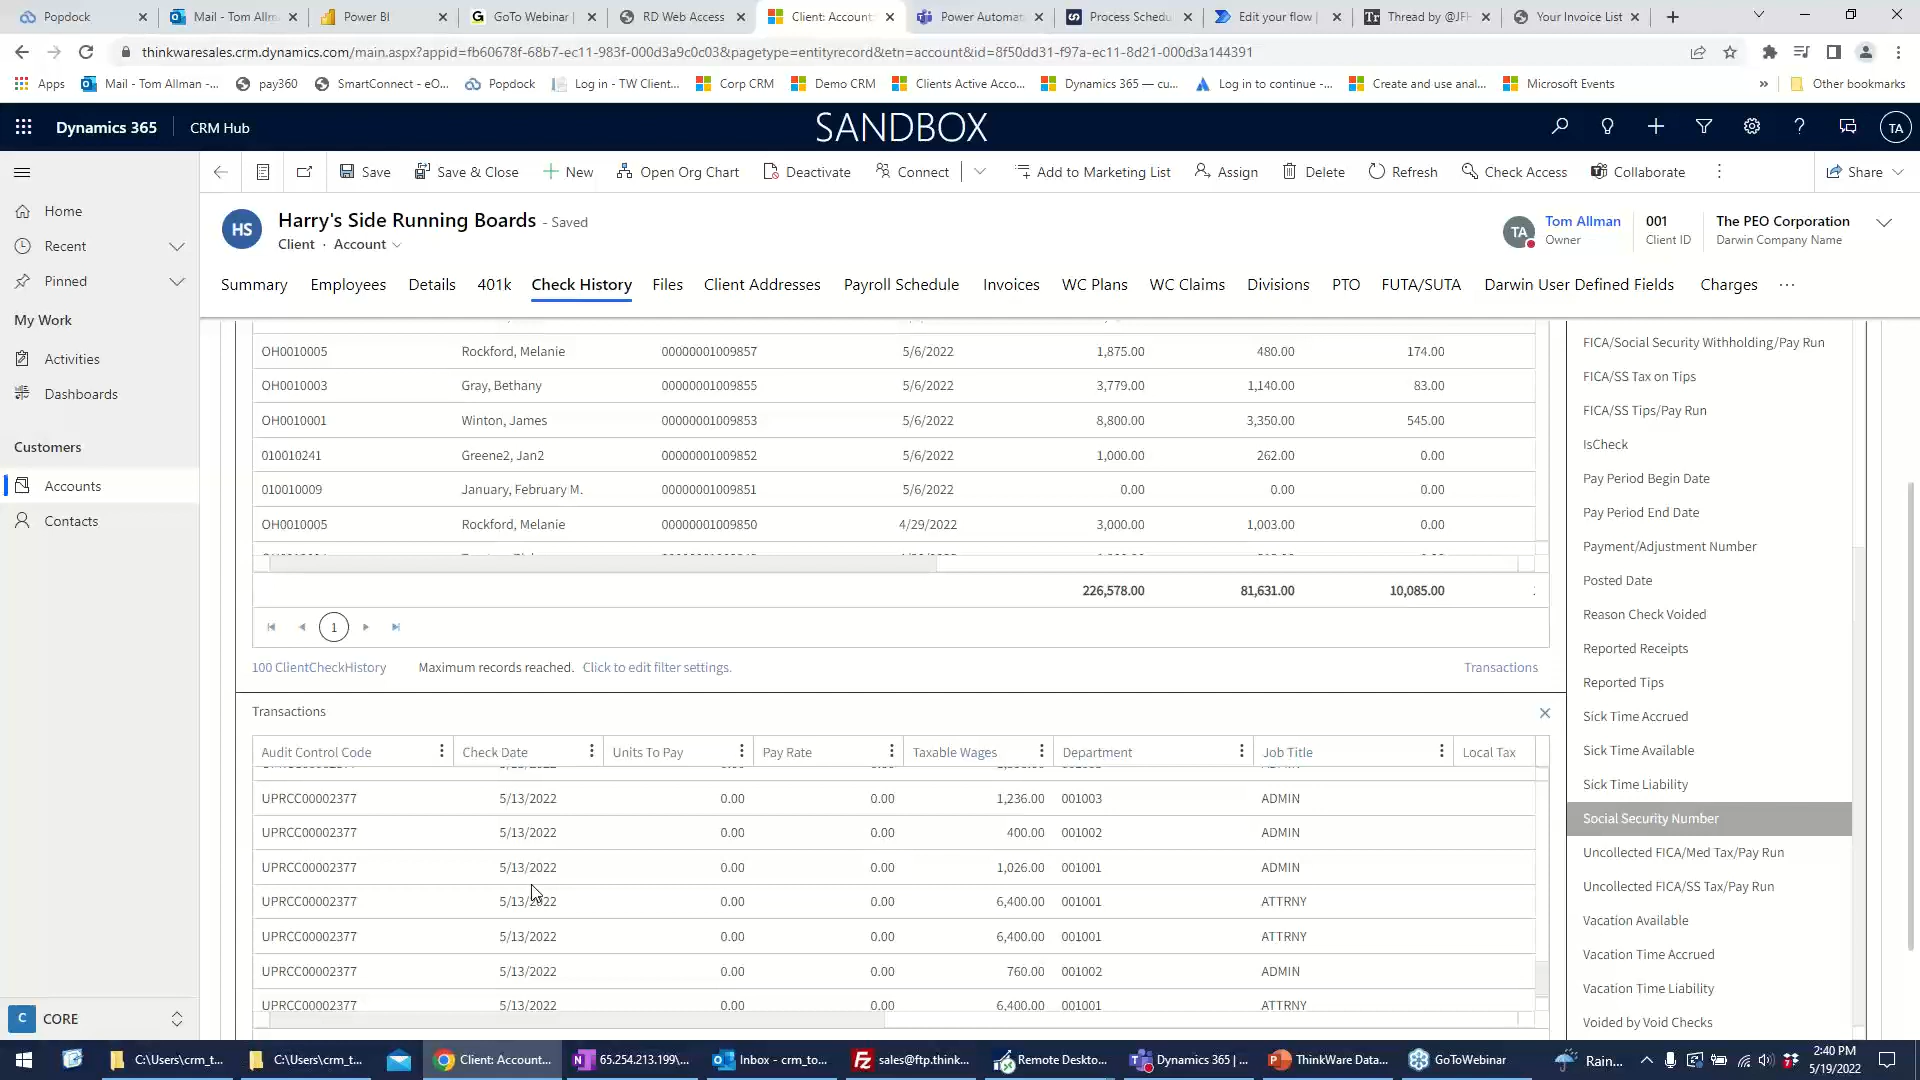 Popdock
Mail - Tom Allm
Power BI
GoTo Webinar |
RD Web Access
Client: Account
Power Automat
Process Schedu
Edit your flow |
Thread by @JFH
Your Invoice List
thinkwaresales.crm.dynamics.com/main.aspx?appid=fb60678f-68b7-ec11-983f-000d3a9c0c03&pagetype=entityrecord&etn=account&id=8f50dd31-f97a-ec11-8d21-000d3a144391
Apps
Mail - Tom Allman -...
pay360
SmartConnect - eO...
Popdock
Log in - TW Client...
Corp CRM
Demo CRM
Clients Active Acco...
Dynamics 365 — cu...
Log in to continue -...
Create and use anal...
Microsoft Events
»
Other bookmarks
Dynamics 365
CRM Hub
SANDBOX
TA
Save
Save & Close
New
Open Org Chart
Deactivate
Connect
Add to Marketing List
Assign
Delete
Refresh
Check Access
Collaborate
Share
HS
Harry's Side Running Boards - Saved
Client · Account
TA
Tom Allman
Owner
001
Client ID
The PEO Corporation
Darwin Company Name
Summary Employees Details 401k Check History Files Client Addresses Payroll Schedule Invoices WC Plans WC Claims Divisions PTO FUTA/SUTA Darwin User Defined Fields Charges ...
Home
Recent
Pinned
My Work
Activities
Dashboards
Customers
Accounts
Contacts
C CORE
OH0010005 Rockford, Melanie 00000001009857 5/6/2022 1,875.00 480.00 174.00
OH0010003 Gray, Bethany 00000001009855 5/6/2022 3,779.00 1,140.00 83.00
OH0010001 Winton, James 00000001009853 5/6/2022 8,800.00 3,350.00 545.00
010010241 Greene2, Jan2 00000001009852 5/6/2022 1,000.00 262.00 0.00
010010009 January, February M. 00000001009851 5/6/2022 0.00 0.00 0.00
OH0010005 Rockford, Melanie 00000001009850 4/29/2022 3,000.00 1,003.00 0.00
226,578.00 81,631.00 10,085.00
1
100 ClientCheckHistory Maximum records reached. Click to edit filter settings. Transactions
Transactions
Audit Control Code Check Date Units To Pay Pay Rate Taxable Wages Department Job Title Local Tax
UPRCC00002377 5/13/2022 0.00 0.00 1,236.00 001003 ADMIN
UPRCC00002377 5/13/2022 0.00 0.00 400.00 001002 ADMIN
UPRCC00002377 5/13/2022 0.00 0.00 1,026.00 001001 ADMIN
UPRCC00002377 5/13/2022 0.00 0.00 6,400.00 001001 ATTRNY
UPRCC00002377 5/13/2022 0.00 0.00 6,400.00 001001 ATTRNY
UPRCC00002377 5/13/2022 0.00 0.00 760.00 001002 ADMIN
UPRCC00002377 5/13/2022 0.00 0.00 6,400.00 001001 ATTRNY
FICA/Social Security Withholding/Pay Run
FICA/SS Tax on Tips
FICA/SS Tips/Pay Run
IsCheck
Pay Period Begin Date
Pay Period End Date
Payment/Adjustment Number
Posted Date
Reason Check Voided
Reported Receipts
Reported Tips
Sick Time Accrued
Sick Time Available
Sick Time Liability
Social Security Number
Uncollected FICA/Med Tax/Pay Run
Uncollected FICA/SS Tax/Pay Run
Vacation Available
Vacation Time Accrued
Vacation Time Liability
Voided by Void Checks
C:\Users\crm_t...
C:\Users\crm_t...
Client: Account...
65.254.213.199\...
Inbox - crm_to...
sales@ftp.think...
Remote Deskto...
Dynamics 365 | ...
ThinkWare Data...
GoToWebinar
Rain...
2:40 PM
5/19/2022